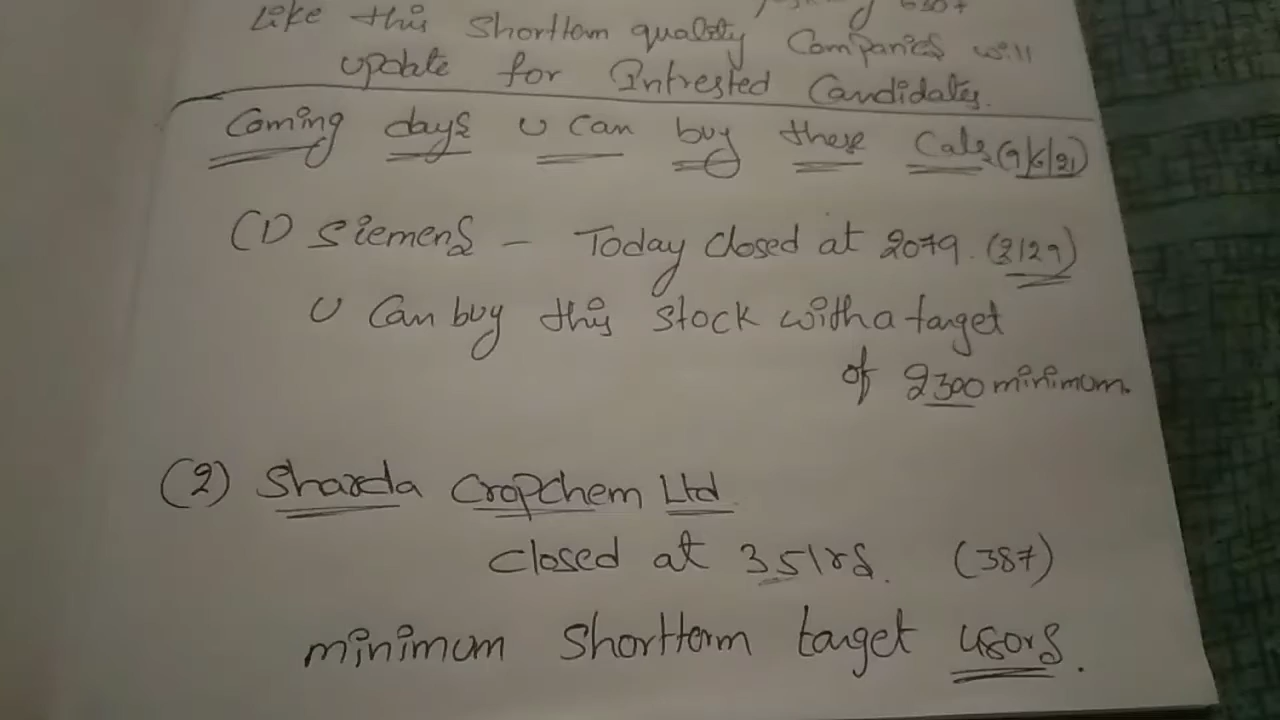 Like this Shortterm quality Companies will
update for Intrested Candidates.
Coming days u can buy these Calls (9/6/21)
(1) Siemens - Today closed at 2079. (2129)
U Can buy this stock with a target
of 2300 minimum.
(2) Sharda Cropchem Ltd
closed at 351rs. (387)
minimum Shortterm target 450rs.